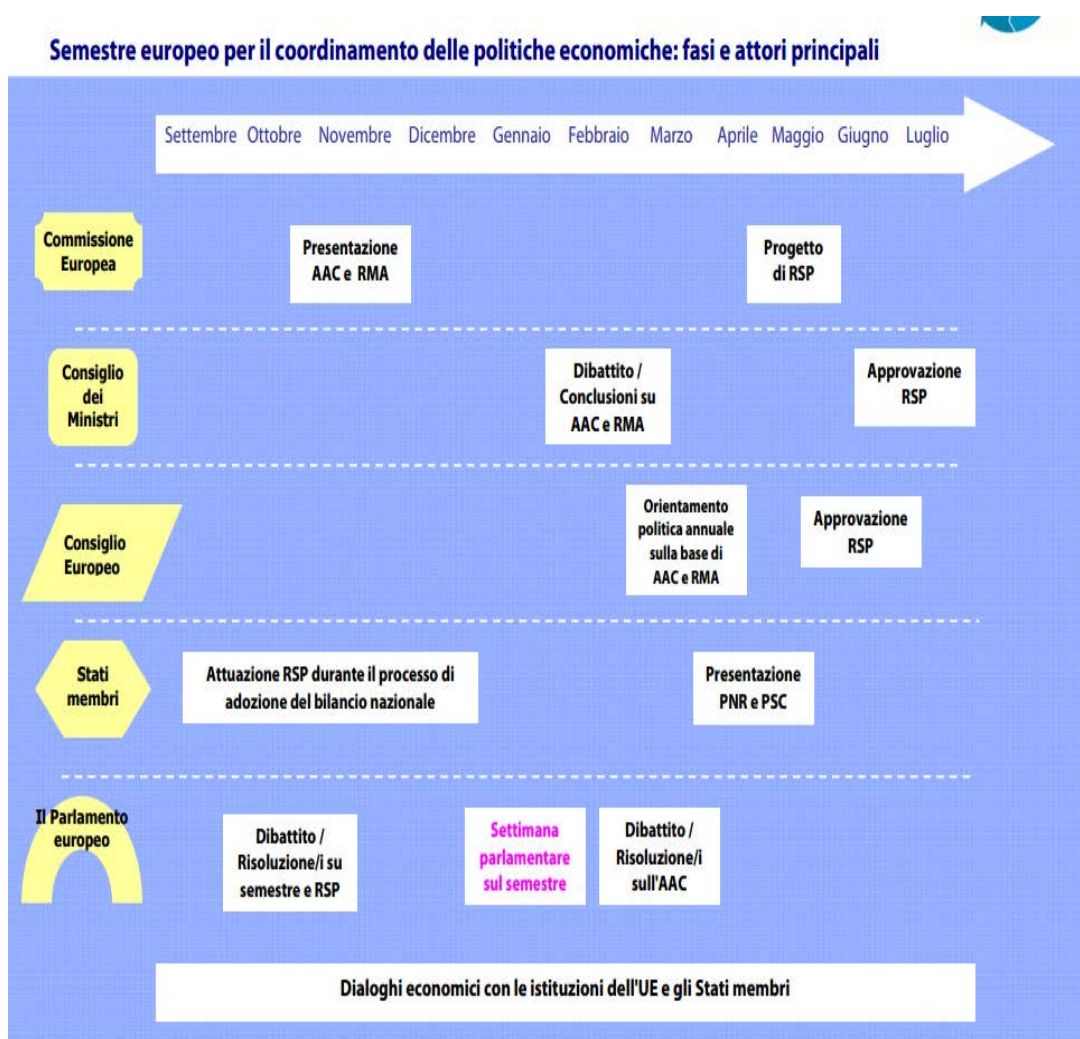 Semestre europeo per il coordinamento delle politiche economiche: fasi e attori principali
Settembre Ottobre Novembre Dicembre Gennaio Febbraio Marzo Aprile Maggio Giugno Luglio
Commissione
Europea
Presentazione
AAC e RMA
Progetto
di RSP
Consiglio
dei
Ministri
Dibattito /
Conclusioni su
AAC e RMA
Approvazione
RSP
Consiglio
Europeo
Orientamento
politica annuale
sulla base di
AAC e RMA
Approvazione
RSP
Stati
membri
Attuazione RSP durante il processo di
adozione del bilancio nazionale
Presentazione
PNR e PSC
Il Parlamento
europeo
Dibattito /
Risoluzione/i su
semestre e RSP
Settimana
parlamentare
sul semestre
Dibattito /
Risoluzione/i
sull'AAC
Dialoghi economici con le istituzioni dell'UE e gli Stati membri